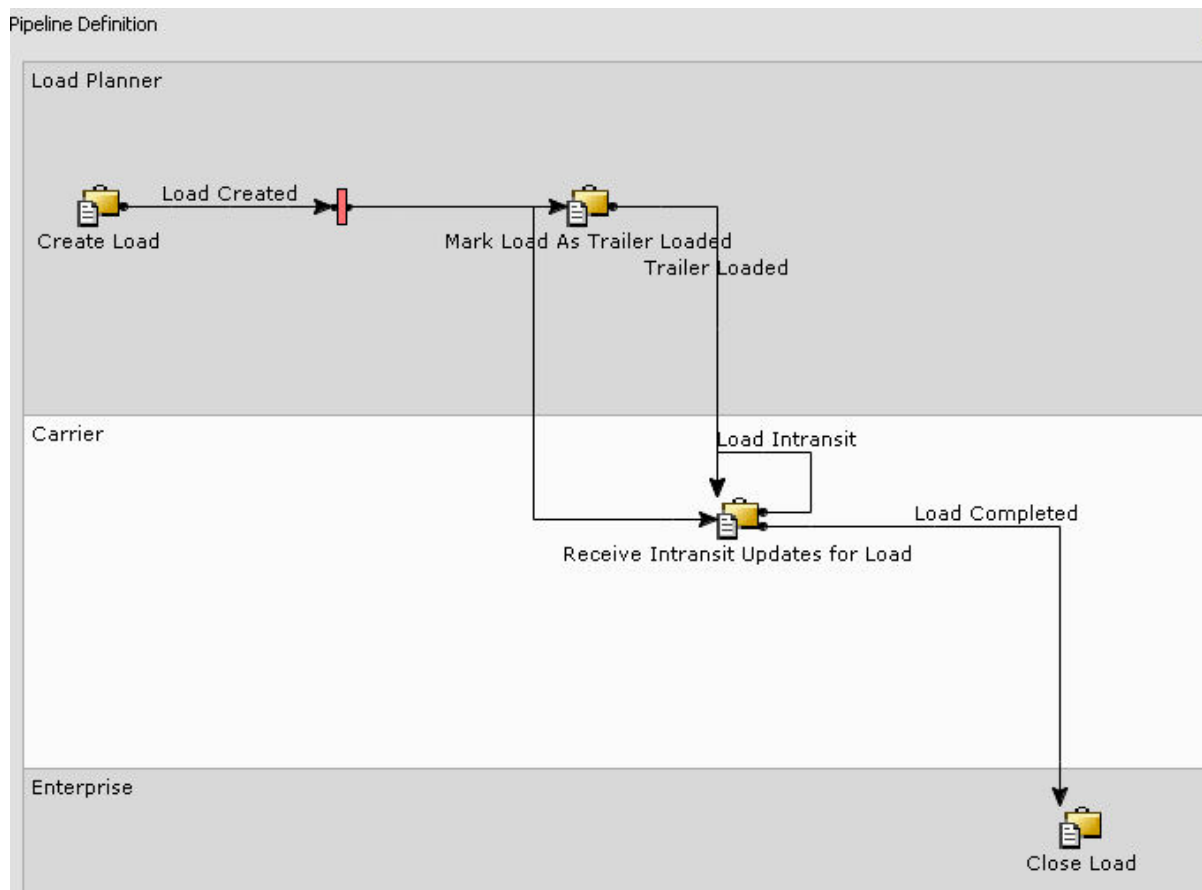 Pipeline Definition
Load Planner
Load Created
Create Load
Mark Load As Trailer Loaded
Trailer Loaded
Carrier
Load Intransit
Load Completed
Receive Intransit Updates for Load
Enterprise
Close Load